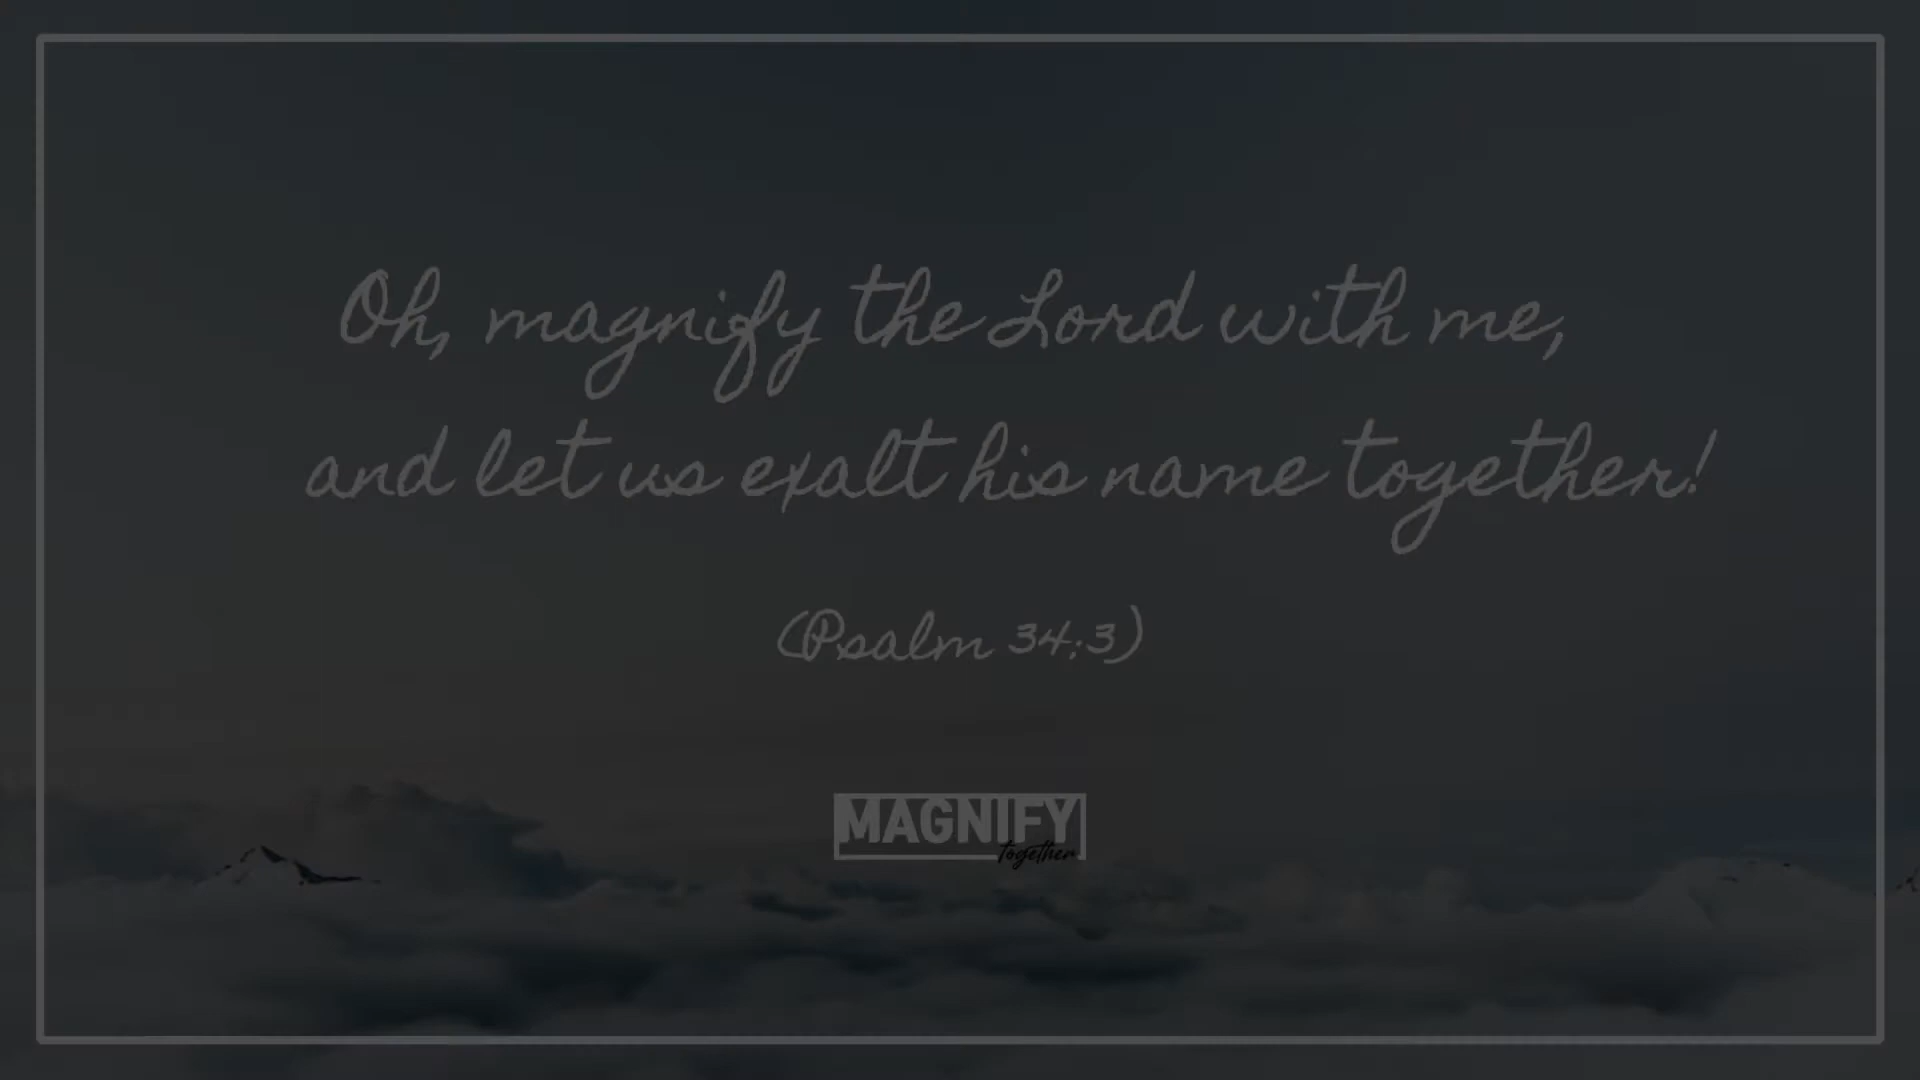 Oh, magnify the Lord with me,
and let us exalt his name together!
(Psalm 34:3)
MAGNIFY
together